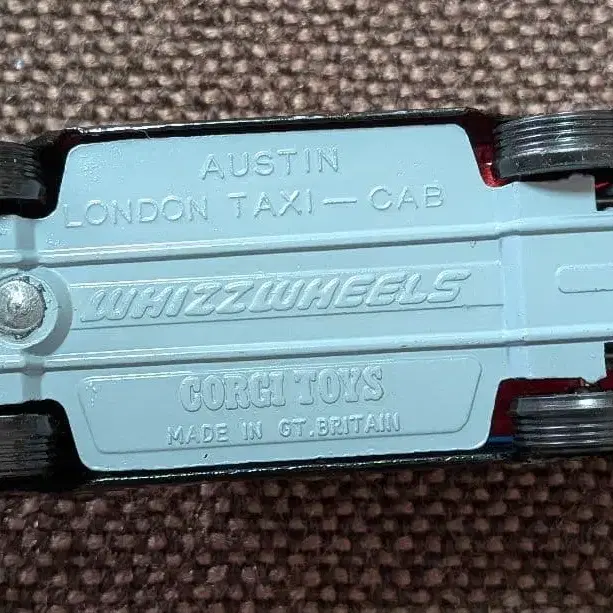 AUSTIN
LONDON TAXI-CAB
WHIZZWHEELS
CORGI TOYS
MADE IN GT. BRITAIN